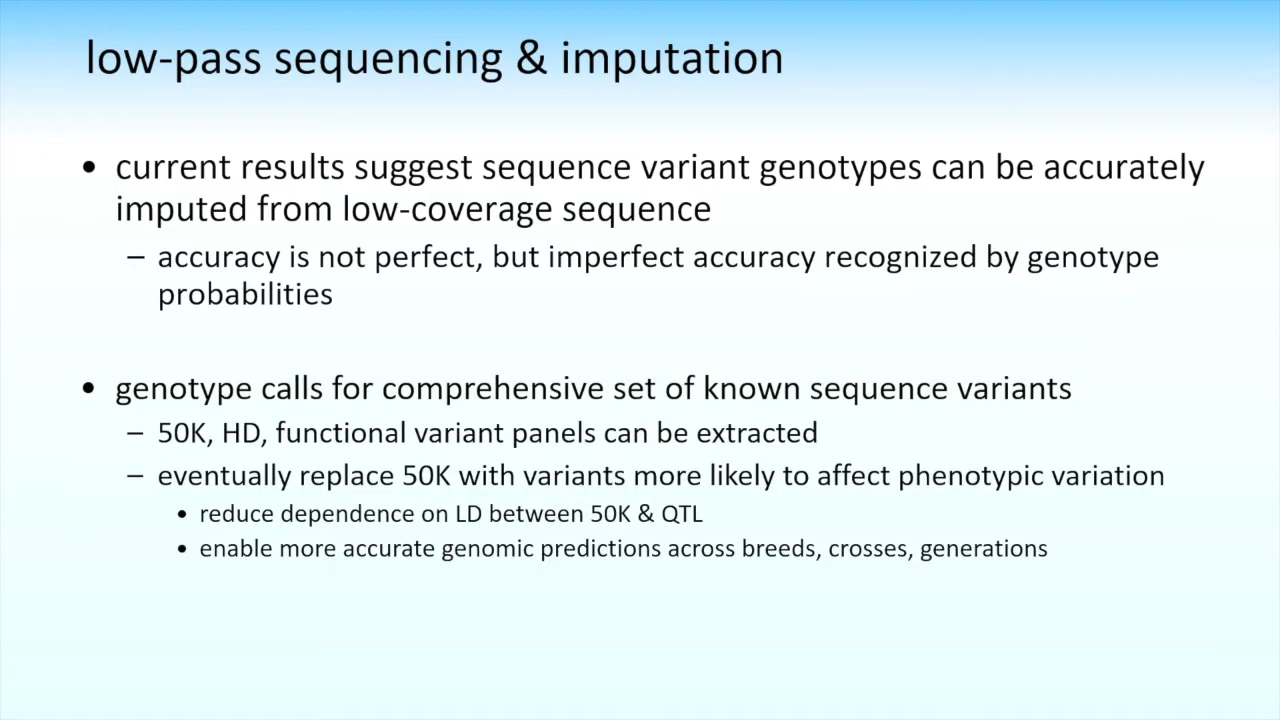 low-pass sequencing & imputation
• current results suggest sequence variant genotypes can be accurately
imputed from low-coverage sequence
– accuracy is not perfect, but imperfect accuracy recognized by genotype
probabilities
• genotype calls for comprehensive set of known sequence variants
– 50K, HD, functional variant panels can be extracted
– eventually replace 50K with variants more likely to affect phenotypic variation
• reduce dependence on LD between 50K & QTL
• enable more accurate genomic predictions across breeds, crosses, generations